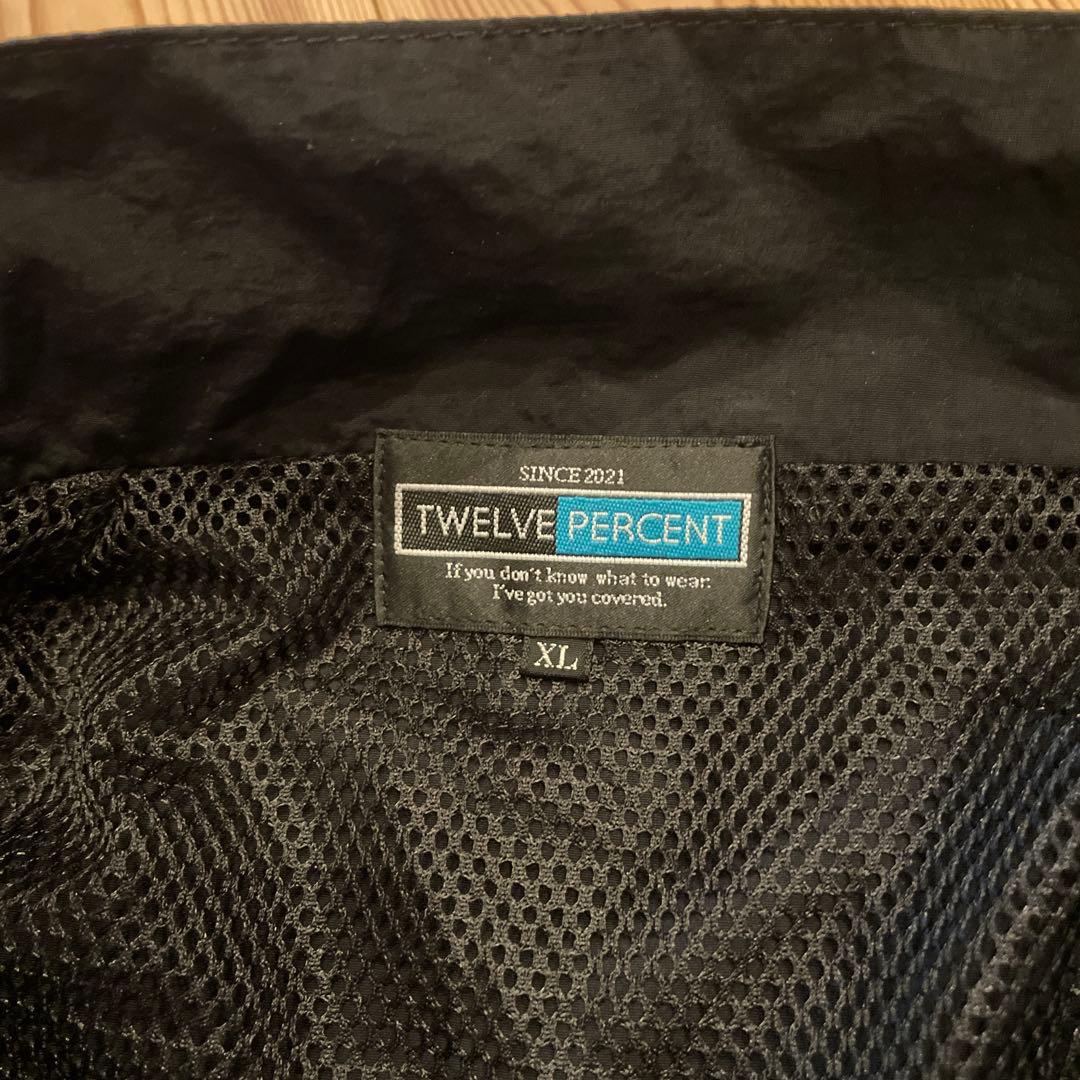 SINCE 2021
TWELVE PERCENT
If you don't know what to wear:
I've got you covered.
XL